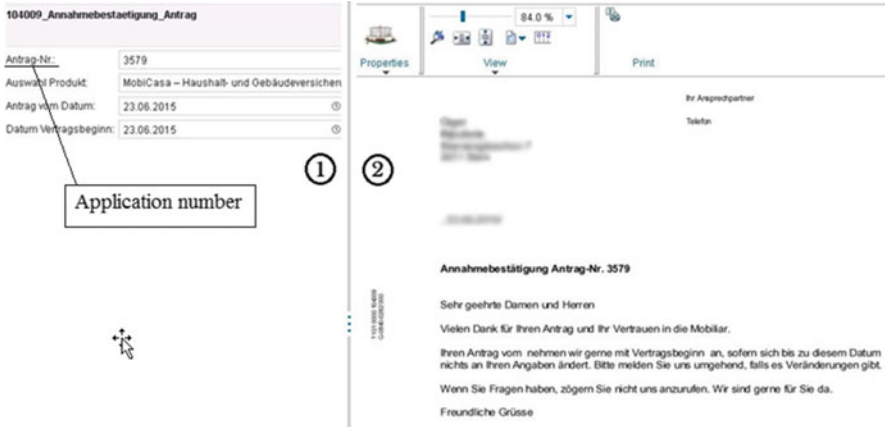 104009_Annahmebestaetigung_Antrag
Antrag-Nr.: 3579
Auswahl Produkt: MobiCasa – Haushalt- und Gebäudeversichen
Antrag vom Datum: 23.06.2015
Datum Vertragsbeginn: 23.06.2015
Application number
1
2
84.0 %
Properties
View
Print
Ihr Ansprechpartner
Telefon
Annahmebestätigung Antrag-Nr. 3579
Sehr geehrte Damen und Herren
Vielen Dank für Ihren Antrag und Ihr Vertrauen in die Mobiliar.
Ihren Antrag vom nehmen wir gerne mit Vertragsbeginn an, sofern sich bis zu diesem Datum
nichts an Ihren Angaben ändert. Bitte melden Sie uns umgehend, falls es Veränderungen gibt.
Wenn Sie Fragen haben, zögern Sie nicht uns anzurufen. Wir sind gerne für Sie da.
Freundliche Grüsse